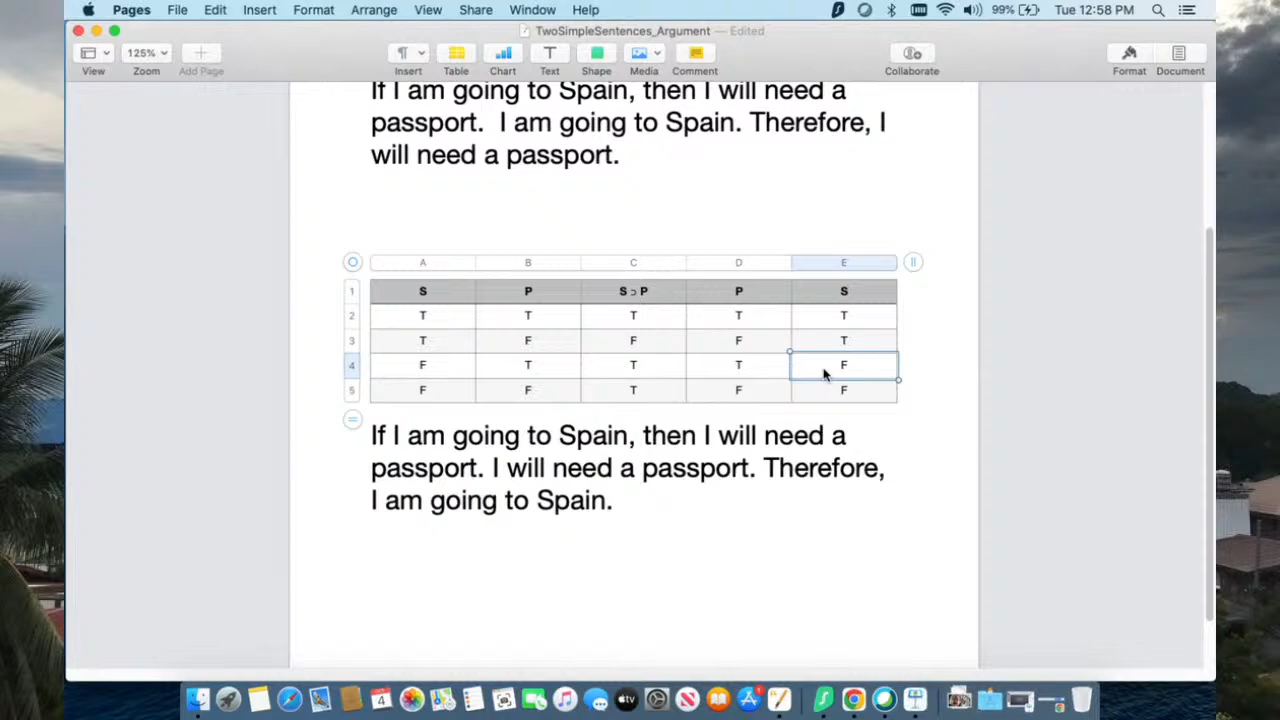 Pages File Edit Insert Format Arrange View Share Window Help 99% Tue 12:58 PM
TwoSimpleSentences_Argument — Edited
125%
View Zoom Add Page Insert Table Chart Text Shape Media Comment Collaborate Format Document
If I am going to Spain, then I will need a
passport. I am going to Spain. Therefore, I
will need a passport.
A B C D E
1 S P S ⊃ P P S
2 T T T T T
3 T F F F T
4 F T T T F
5 F F T F F
If I am going to Spain, then I will need a
passport. I will need a passport. Therefore,
I am going to Spain.
4
tv
1